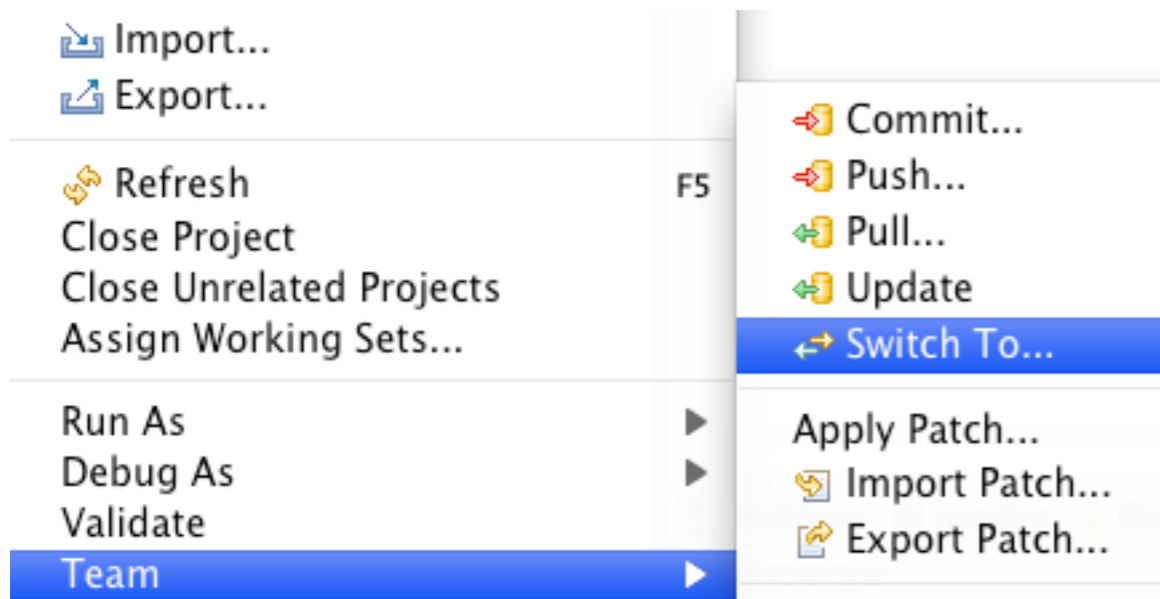 Import...
Export...
Refresh F5
Close Project
Close Unrelated Projects
Assign Working Sets...
Run As
Debug As
Validate
Team
Commit...
Push...
Pull...
Update
Switch To...
Apply Patch...
Import Patch...
Export Patch...